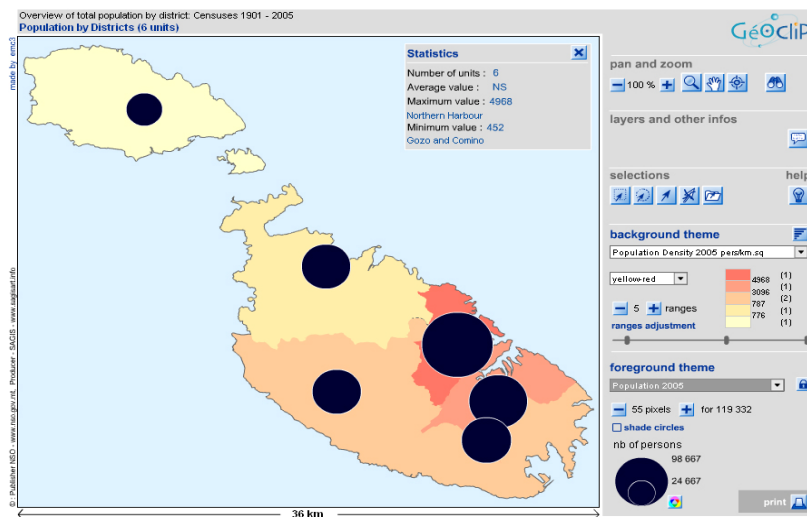 Overview of total population by district: Censuses 1901 - 2005
Population by Districts (6 units)
made by emc3
Statistics
Number of units : 6
Average value : NS
Maximum value : 4968
Northern Harbour
Minimum value : 452
Gozo and Comino
© - Publisher NSO - www.nso.gov.mt, Producer - SAGIS - www.sagisart.info
36 km
GéOcliP
pan and zoom
100 %
layers and other infos
selections
help
background theme
Population Density 2005 pers/km.sq
yellow-red
4968 (1)
3096 (1)
787 (2)
776 (1)
(1)
5 ranges
ranges adjustment
foreground theme
Population 2005
55 pixels for 119 332
shade circles
nb of persons
98 667
24 667
print